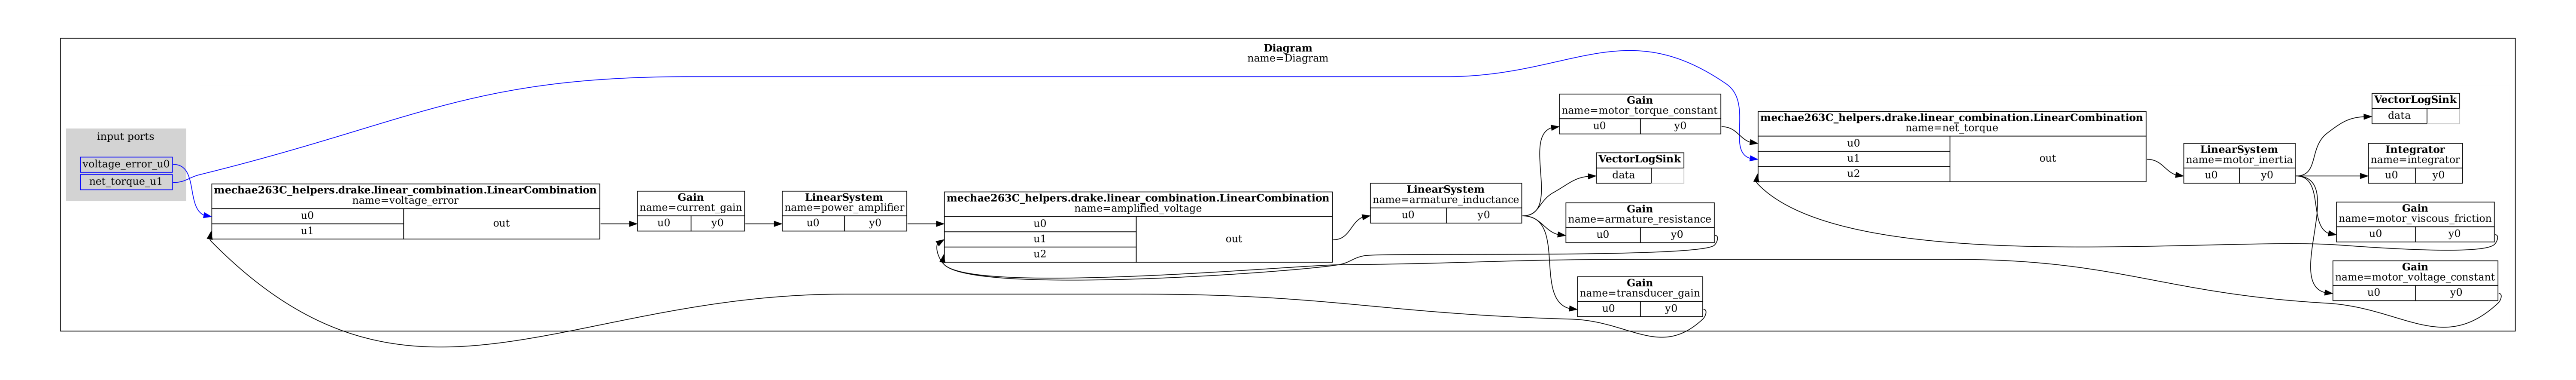 Diagram
name=Diagram
input ports
voltage_error_u0
net_torque_u1
mechae263C_helpers.drake.linear_combination.LinearCombination
name=voltage_error
u0
u1
out
Gain
name=current_gain
u0 y0
LinearSystem
name=power_amplifier
u0 y0
mechae263C_helpers.drake.linear_combination.LinearCombination
name=amplified_voltage
u0
u1
u2
out
LinearSystem
name=armature_inductance
u0 y0
Gain
name=motor_torque_constant
u0 y0
VectorLogSink
data
Gain
name=armature_resistance
u0 y0
Gain
name=transducer_gain
u0 y0
mechae263C_helpers.drake.linear_combination.LinearCombination
name=net_torque
u0
u1
u2
out
LinearSystem
name=motor_inertia
u0 y0
VectorLogSink
data
Integrator
name=integrator
u0 y0
Gain
name=motor_viscous_friction
u0 y0
Gain
name=motor_voltage_constant
u0 y0